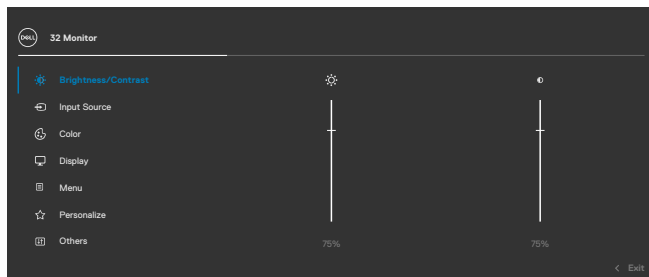 DELL
32 Monitor
Brightness/Contrast
Input Source
Color
Display
Menu
Personalize
Others
75%
75%
Exit